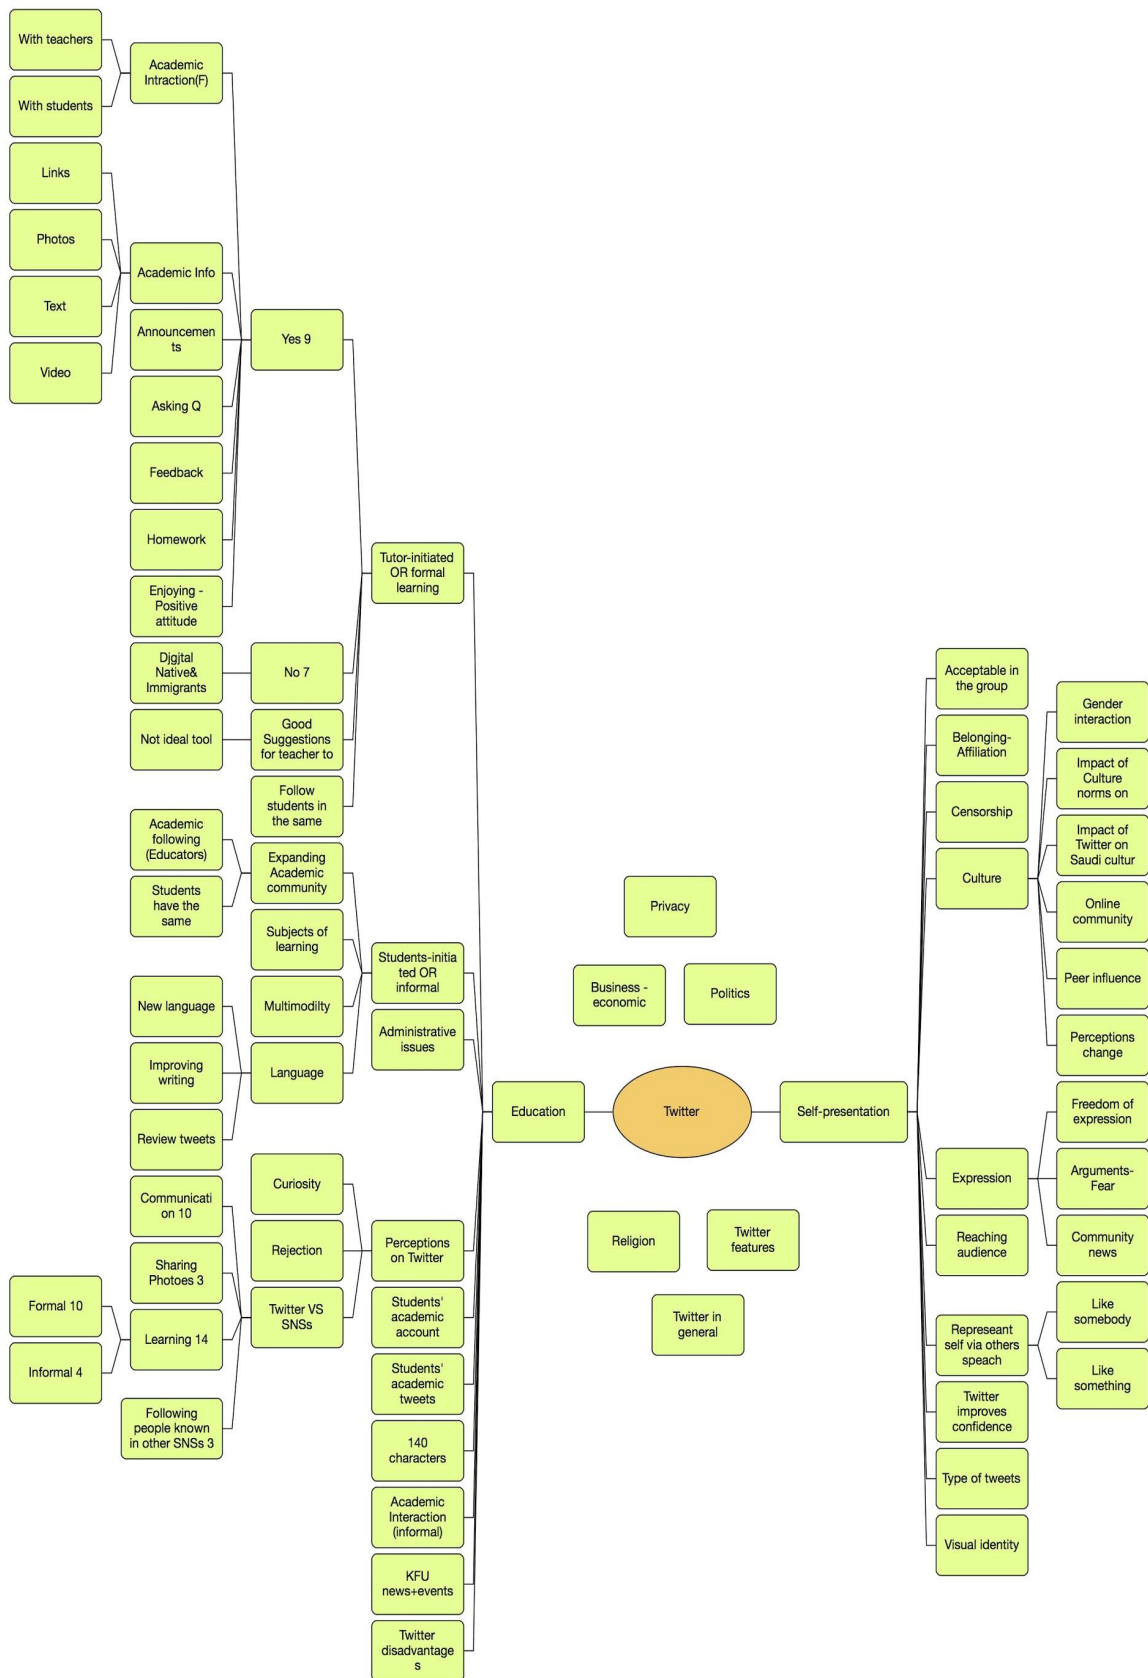 With teachers
With students
Academic
Intraction(F)
Links
Photos
Text
Video
Academic Info
Announcemen
ts
Asking Q
Feedback
Homework
Enjoying -
Positive
attitude
Yes 9
Djgjtal
Native&
Immigrants
No 7
Not ideal tool
Good
Suggestions
for teacher to
Follow
students in
the same
Tutor-initiated
OR formal
learning
Academic
following
(Educators)
Students
have the
same
Expanding
Academic
community
Subjects of
learning
Multimodilty
New language
Improving
writing
Review tweets
Language
Students-initia
ted OR
informal
Administrative
issues
Curiosity
Rejection
Communicati
on 10
Sharing
Photoes 3
Formal 10
Informal 4
Learning 14
Following
people known
in other SNSs 3
Twitter VS
SNSs
Perceptions
on Twitter
Students'
academic
account
Students'
academic
tweets
140
characters
Academic
Interaction
(informal)
KFU
news+events
Twitter
disadvantage
s
Education
Privacy
Business -
economic
Politics
Twitter
Religion
Twitter
features
Twitter in
general
Self-presentation
Acceptable in
the group
Belonging-
Affiliation
Censorship
Culture
Gender
interaction
Impact of
Culture
norms on
Impact of
Twitter on
Saudi cultur
Online
community
Peer influence
Perceptions
change
Expression
Freedom of
expression
Arguments-
Fear
Community
news
Reaching
audience
Represeant
self via others
speach
Like
somebody
Like
something
Twitter
improves
confidence
Type of tweets
Visual identity